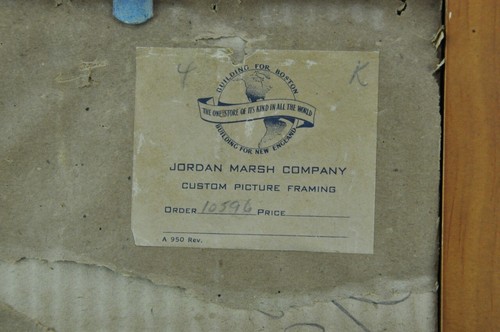 4 K
BUILDING FOR BOSTON
THE ONE STORE OF ITS KIND IN ALL THE WORLD
BUILDING FOR NEW ENGLAND
JORDAN MARSH COMPANY
CUSTOM PICTURE FRAMING
ORDER 10596 PRICE
A 950 Rev.